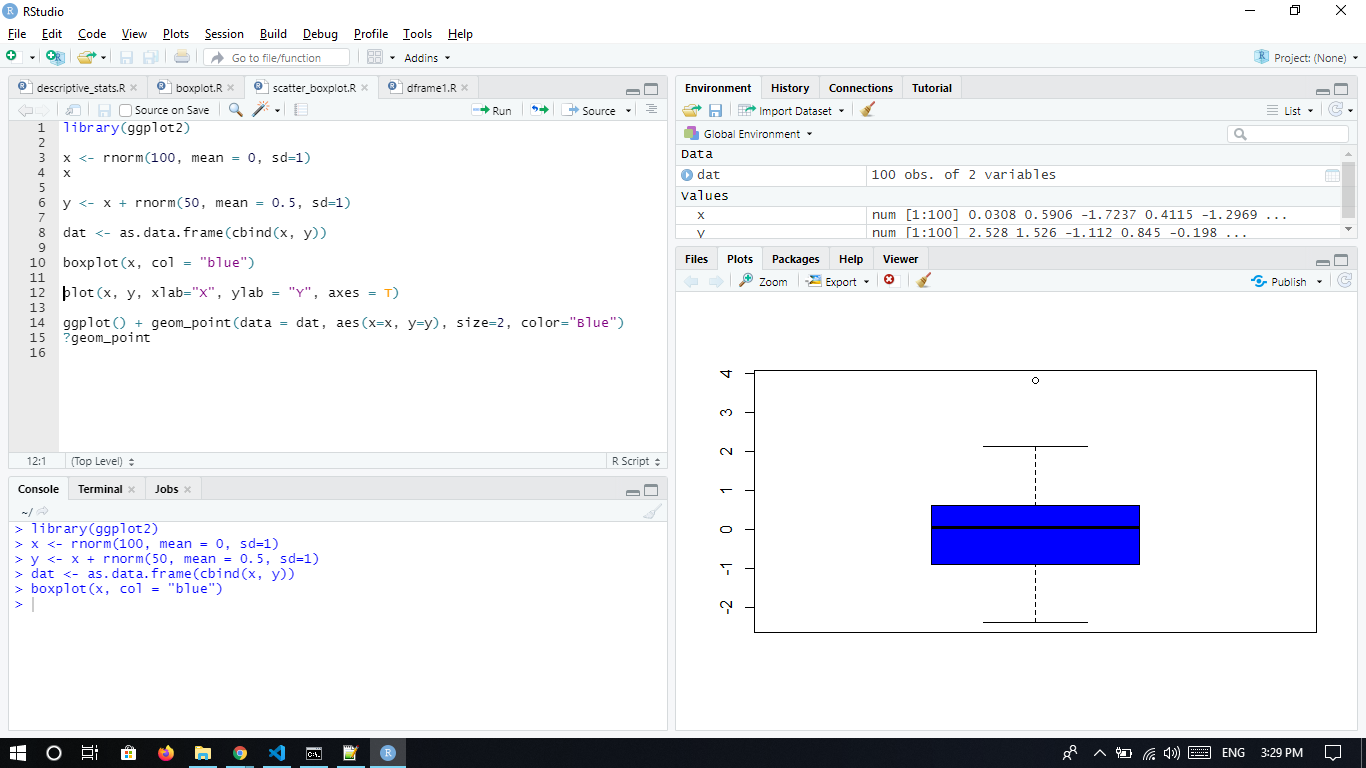 RStudio
File Edit Code View Plots Session Build Debug Profile Tools Help
Go to file/function Addins Project: (None)
descriptive_stats.R boxplot.R scatter_boxplot.R dframe1.R
Source on Save Run Source
1 library(ggplot2)
2
3 x <- rnorm(100, mean = 0, sd=1)
4 x
5
6 y <- x + rnorm(50, mean = 0.5, sd=1)
7
8 dat <- as.data.frame(cbind(x, y))
9
10 boxplot(x, col = "blue")
11
12 plot(x, y, xlab="X", ylab = "Y", axes = T)
13
14 ggplot() + geom_point(data = dat, aes(x=x, y=y), size=2, color="Blue")
15 ?geom_point
16
12:1 (Top Level) R Script
Console Terminal Jobs
~/
> library(ggplot2)
> x <- rnorm(100, mean = 0, sd=1)
> y <- x + rnorm(50, mean = 0.5, sd=1)
> dat <- as.data.frame(cbind(x, y))
> boxplot(x, col = "blue")
>
Environment History Connections Tutorial
Import Dataset List
Global Environment
Data
dat 100 obs. of 2 variables
Values
x num [1:100] 0.0308 0.5906 -1.7237 0.4115 -1.2969 ...
y num [1:100] 2.528 1.526 -1.112 0.845 -0.198 ...
Files Plots Packages Help Viewer
Zoom Export Publish
4
3
2
1
0
-1
-2
ENG 3:29 PM